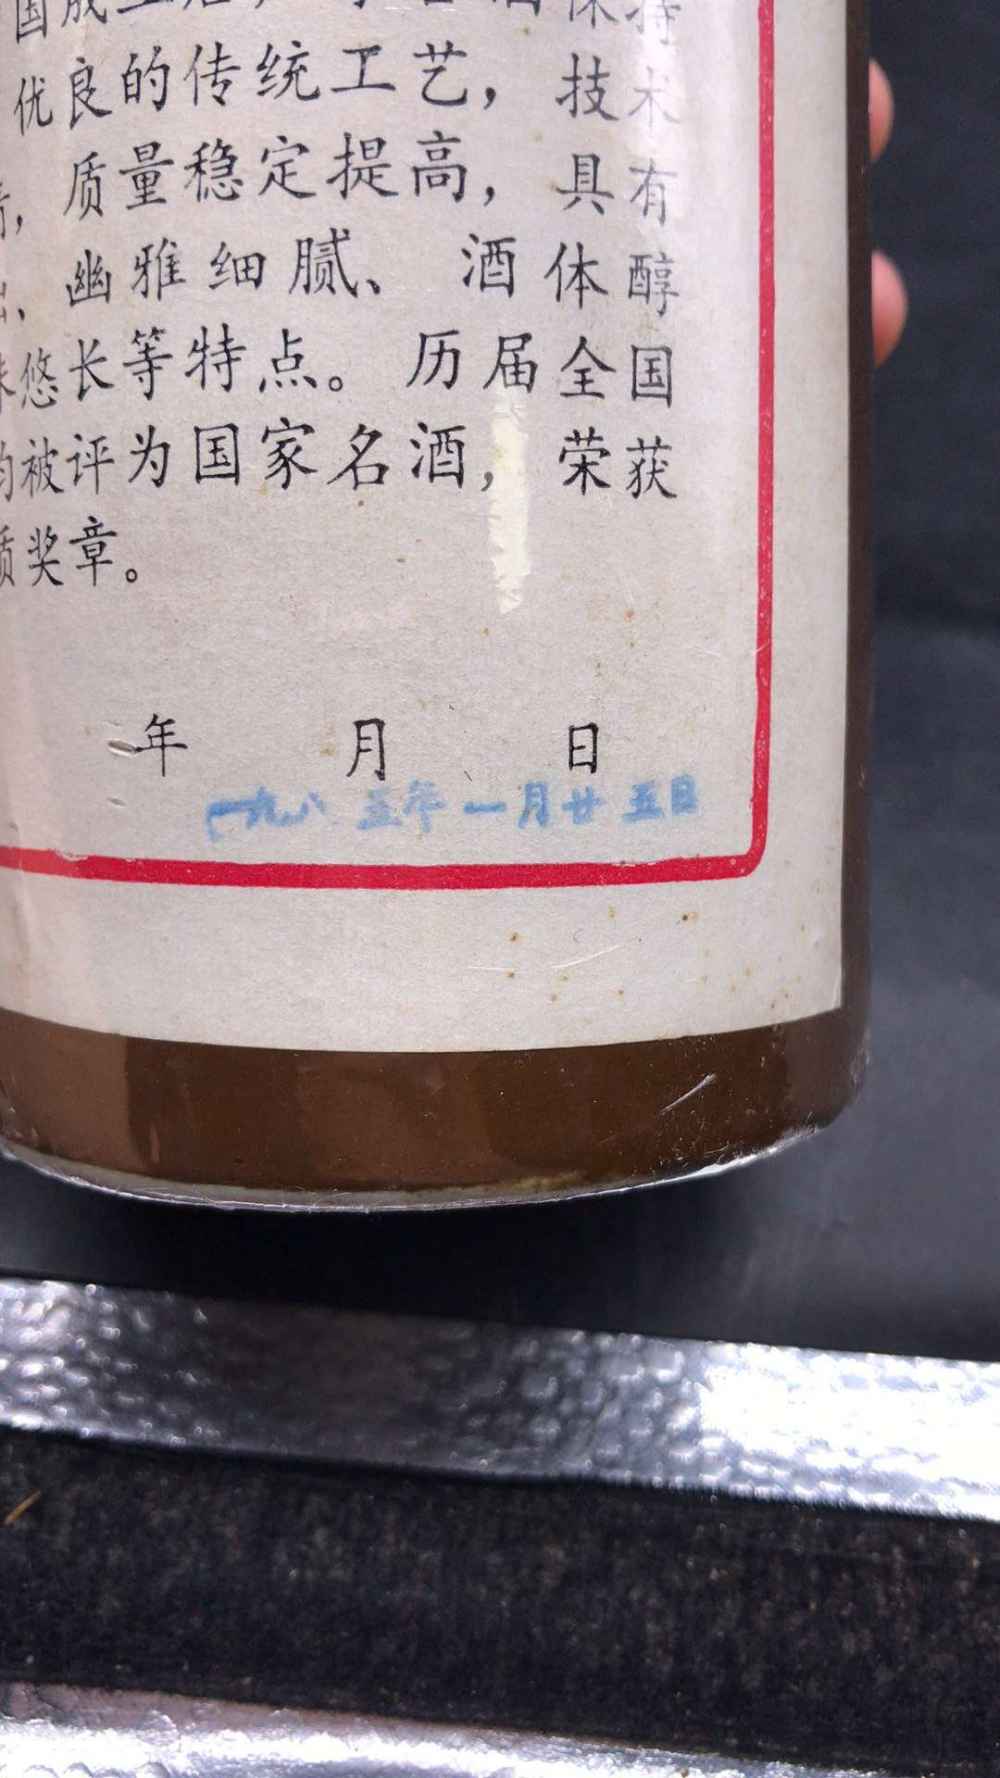 优良的传统工艺，技术
质量稳定提高，具有
幽雅细腻、酒体醇
悠长等特点。历届全国
被评为国家名酒，荣获
质奖章。
年 月 日
一九八五年一月廿五日